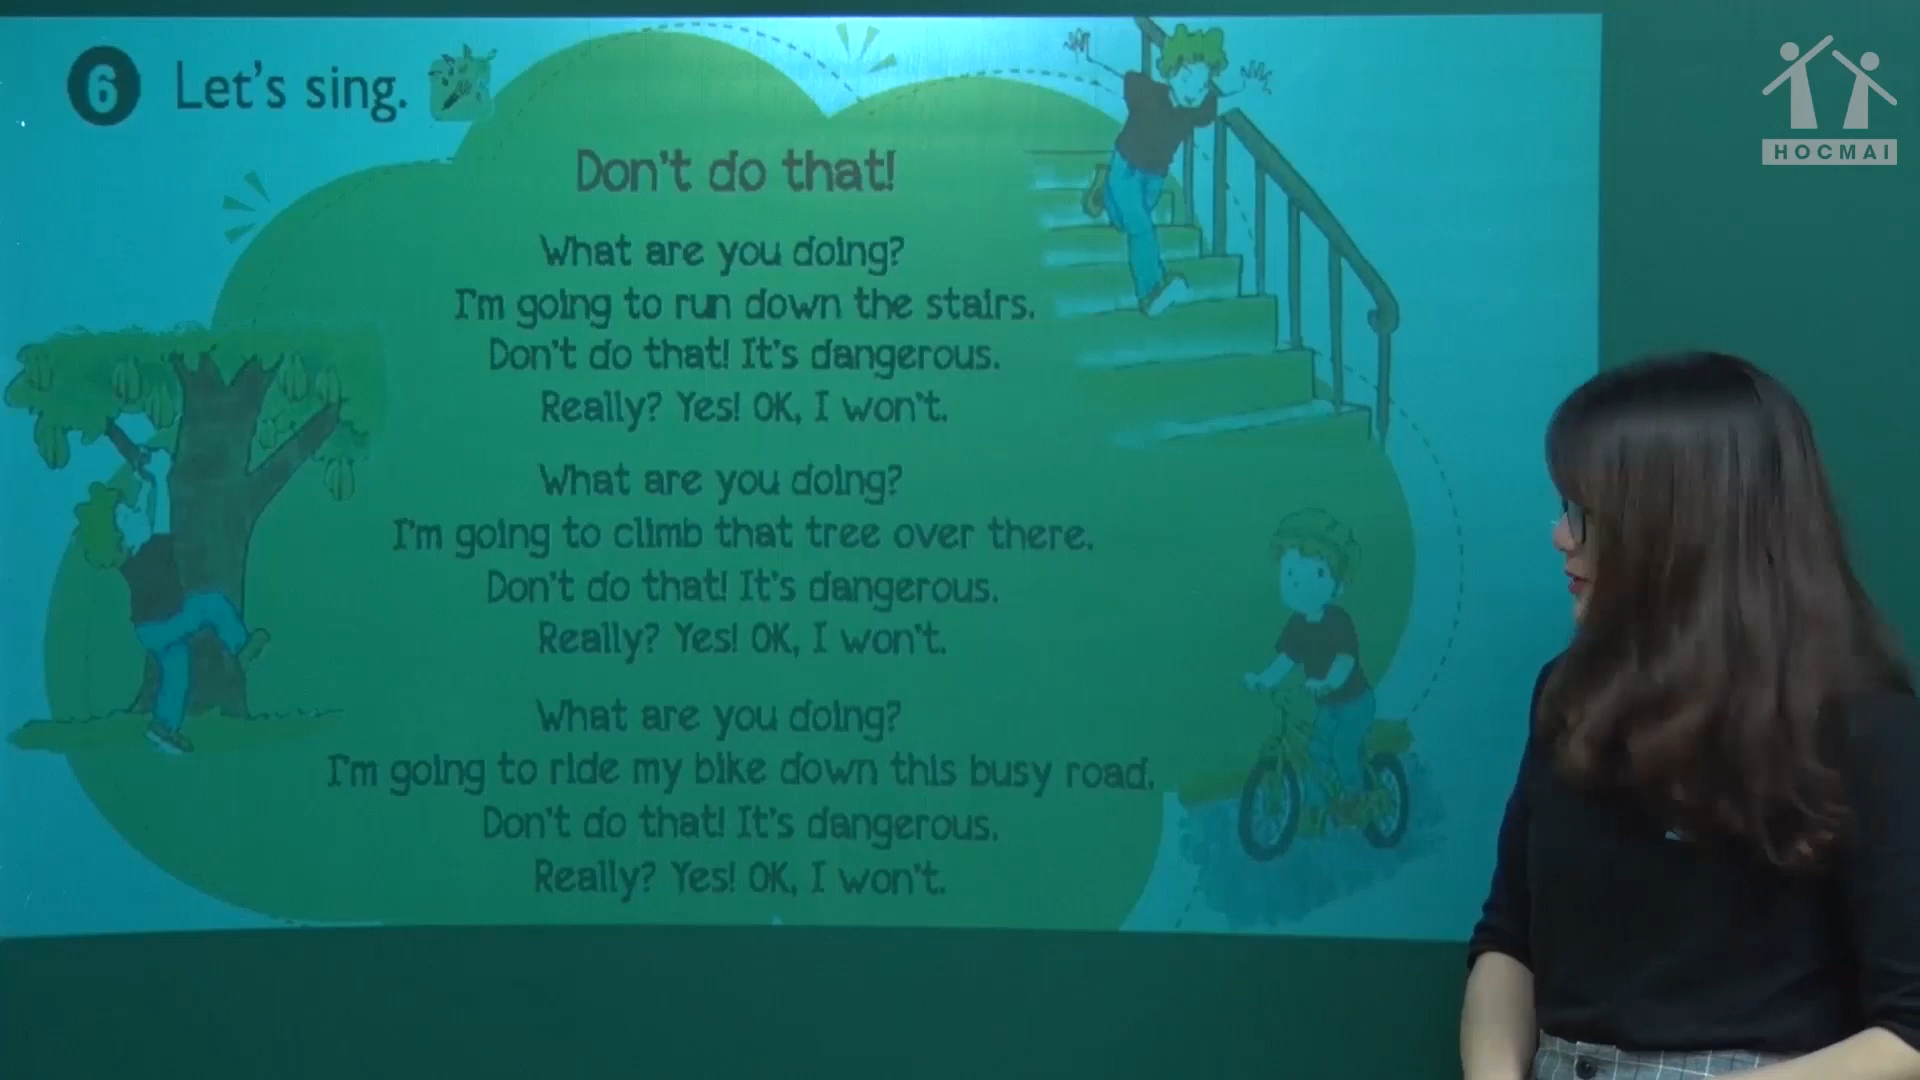 6 Let's sing.
Don't do that!
What are you doing?
I'm going to run down the stairs.
Don't do that! It's dangerous.
Really? Yes! OK, I won't.
What are you doing?
I'm going to climb that tree over there.
Don't do that! It's dangerous.
Really? Yes! OK, I won't.
What are you doing?
I'm going to ride my bike down this busy road.
Don't do that! It's dangerous.
Really? Yes! OK, I won't.
HOCMAI